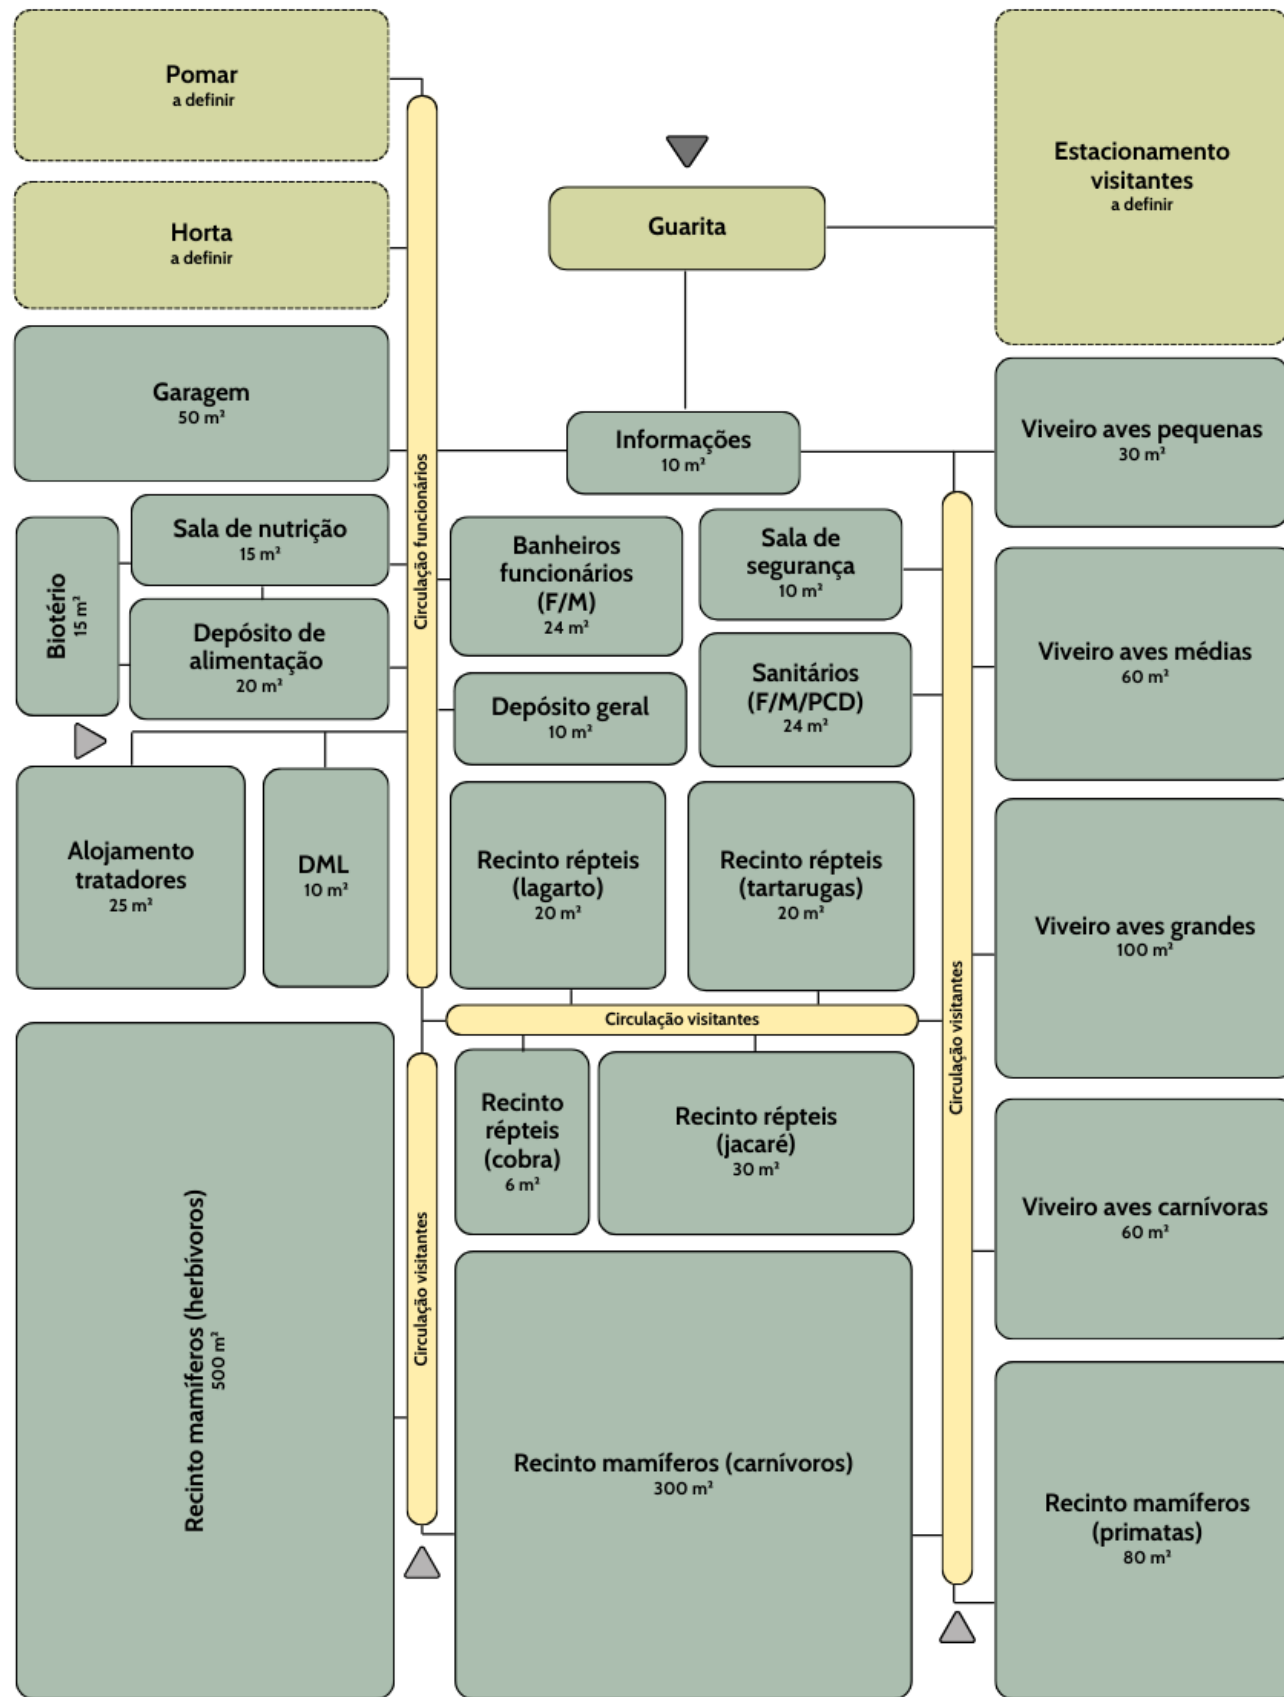 Pomar
a definir
Estacionamento
visitantes
a definir
Guarita
Horta
a definir
Garagem
50 m²
Circulação funcionários
Informações
10 m²
Viveiro aves pequenas
30 m²
Biotério
15 m²
Sala de nutrição
15 m²
Banheiros
funcionários
(F/M)
24 m²
Sala de
segurança
10 m²
Viveiro aves médias
60 m²
Depósito de
alimentação
20 m²
Depósito geral
10 m²
Sanitários
(F/M/PCD)
24 m²
Alojamento
tratadores
25 m²
DML
10 m²
Recinto répteis
(lagarto)
20 m²
Recinto répteis
(tartarugas)
20 m²
Viveiro aves grandes
100 m²
Circulação visitantes
Circulação visitantes
Recinto
répteis
(cobra)
6 m²
Recinto répteis
(jacaré)
30 m²
Viveiro aves carnívoras
60 m²
Recinto mamíferos (herbívoros)
500 m²
Circulação visitantes
Recinto mamíferos (carnívoros)
300 m²
Recinto mamíferos
(primatas)
80 m²